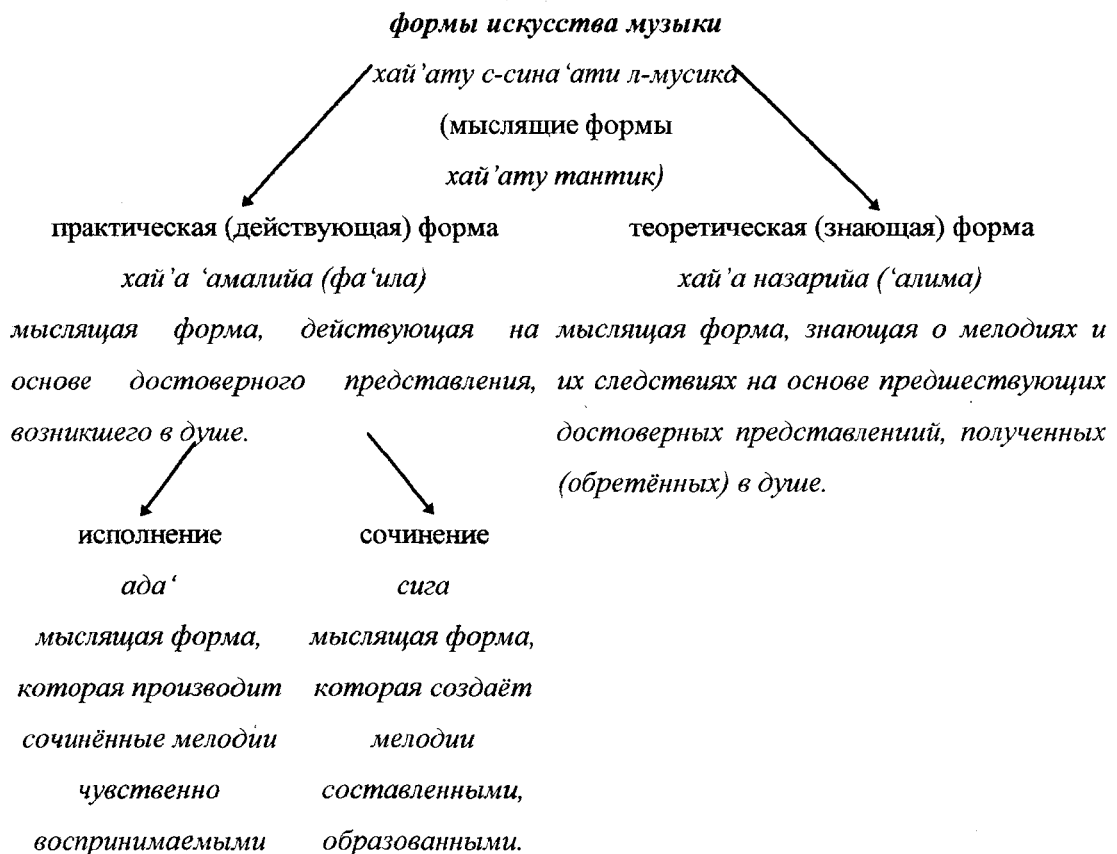 формы искусства музыки
хай’ату с-сина‘ати л-мусика
(мыслящие формы
хай’ату тантик)
практическая (действующая) форма
хай’а ‘амалийа (фа‘ила)
мыслящая форма, действующая на
основе достоверного представления,
возникшего в душе.
теоретическая (знающая) форма
хай’а назарийа (‘алима)
мыслящая форма, знающая о мелодиях и
их следствиях на основе предшествующих
достоверных представлениий, полученных
(обретённых) в душе.
исполнение
ада‘
мыслящая форма,
которая производит
сочинённые мелодии
чувственно
воспринимаемыми
сочинение
сига
мыслящая форма,
которая создаёт
мелодии
составленными,
образованными.